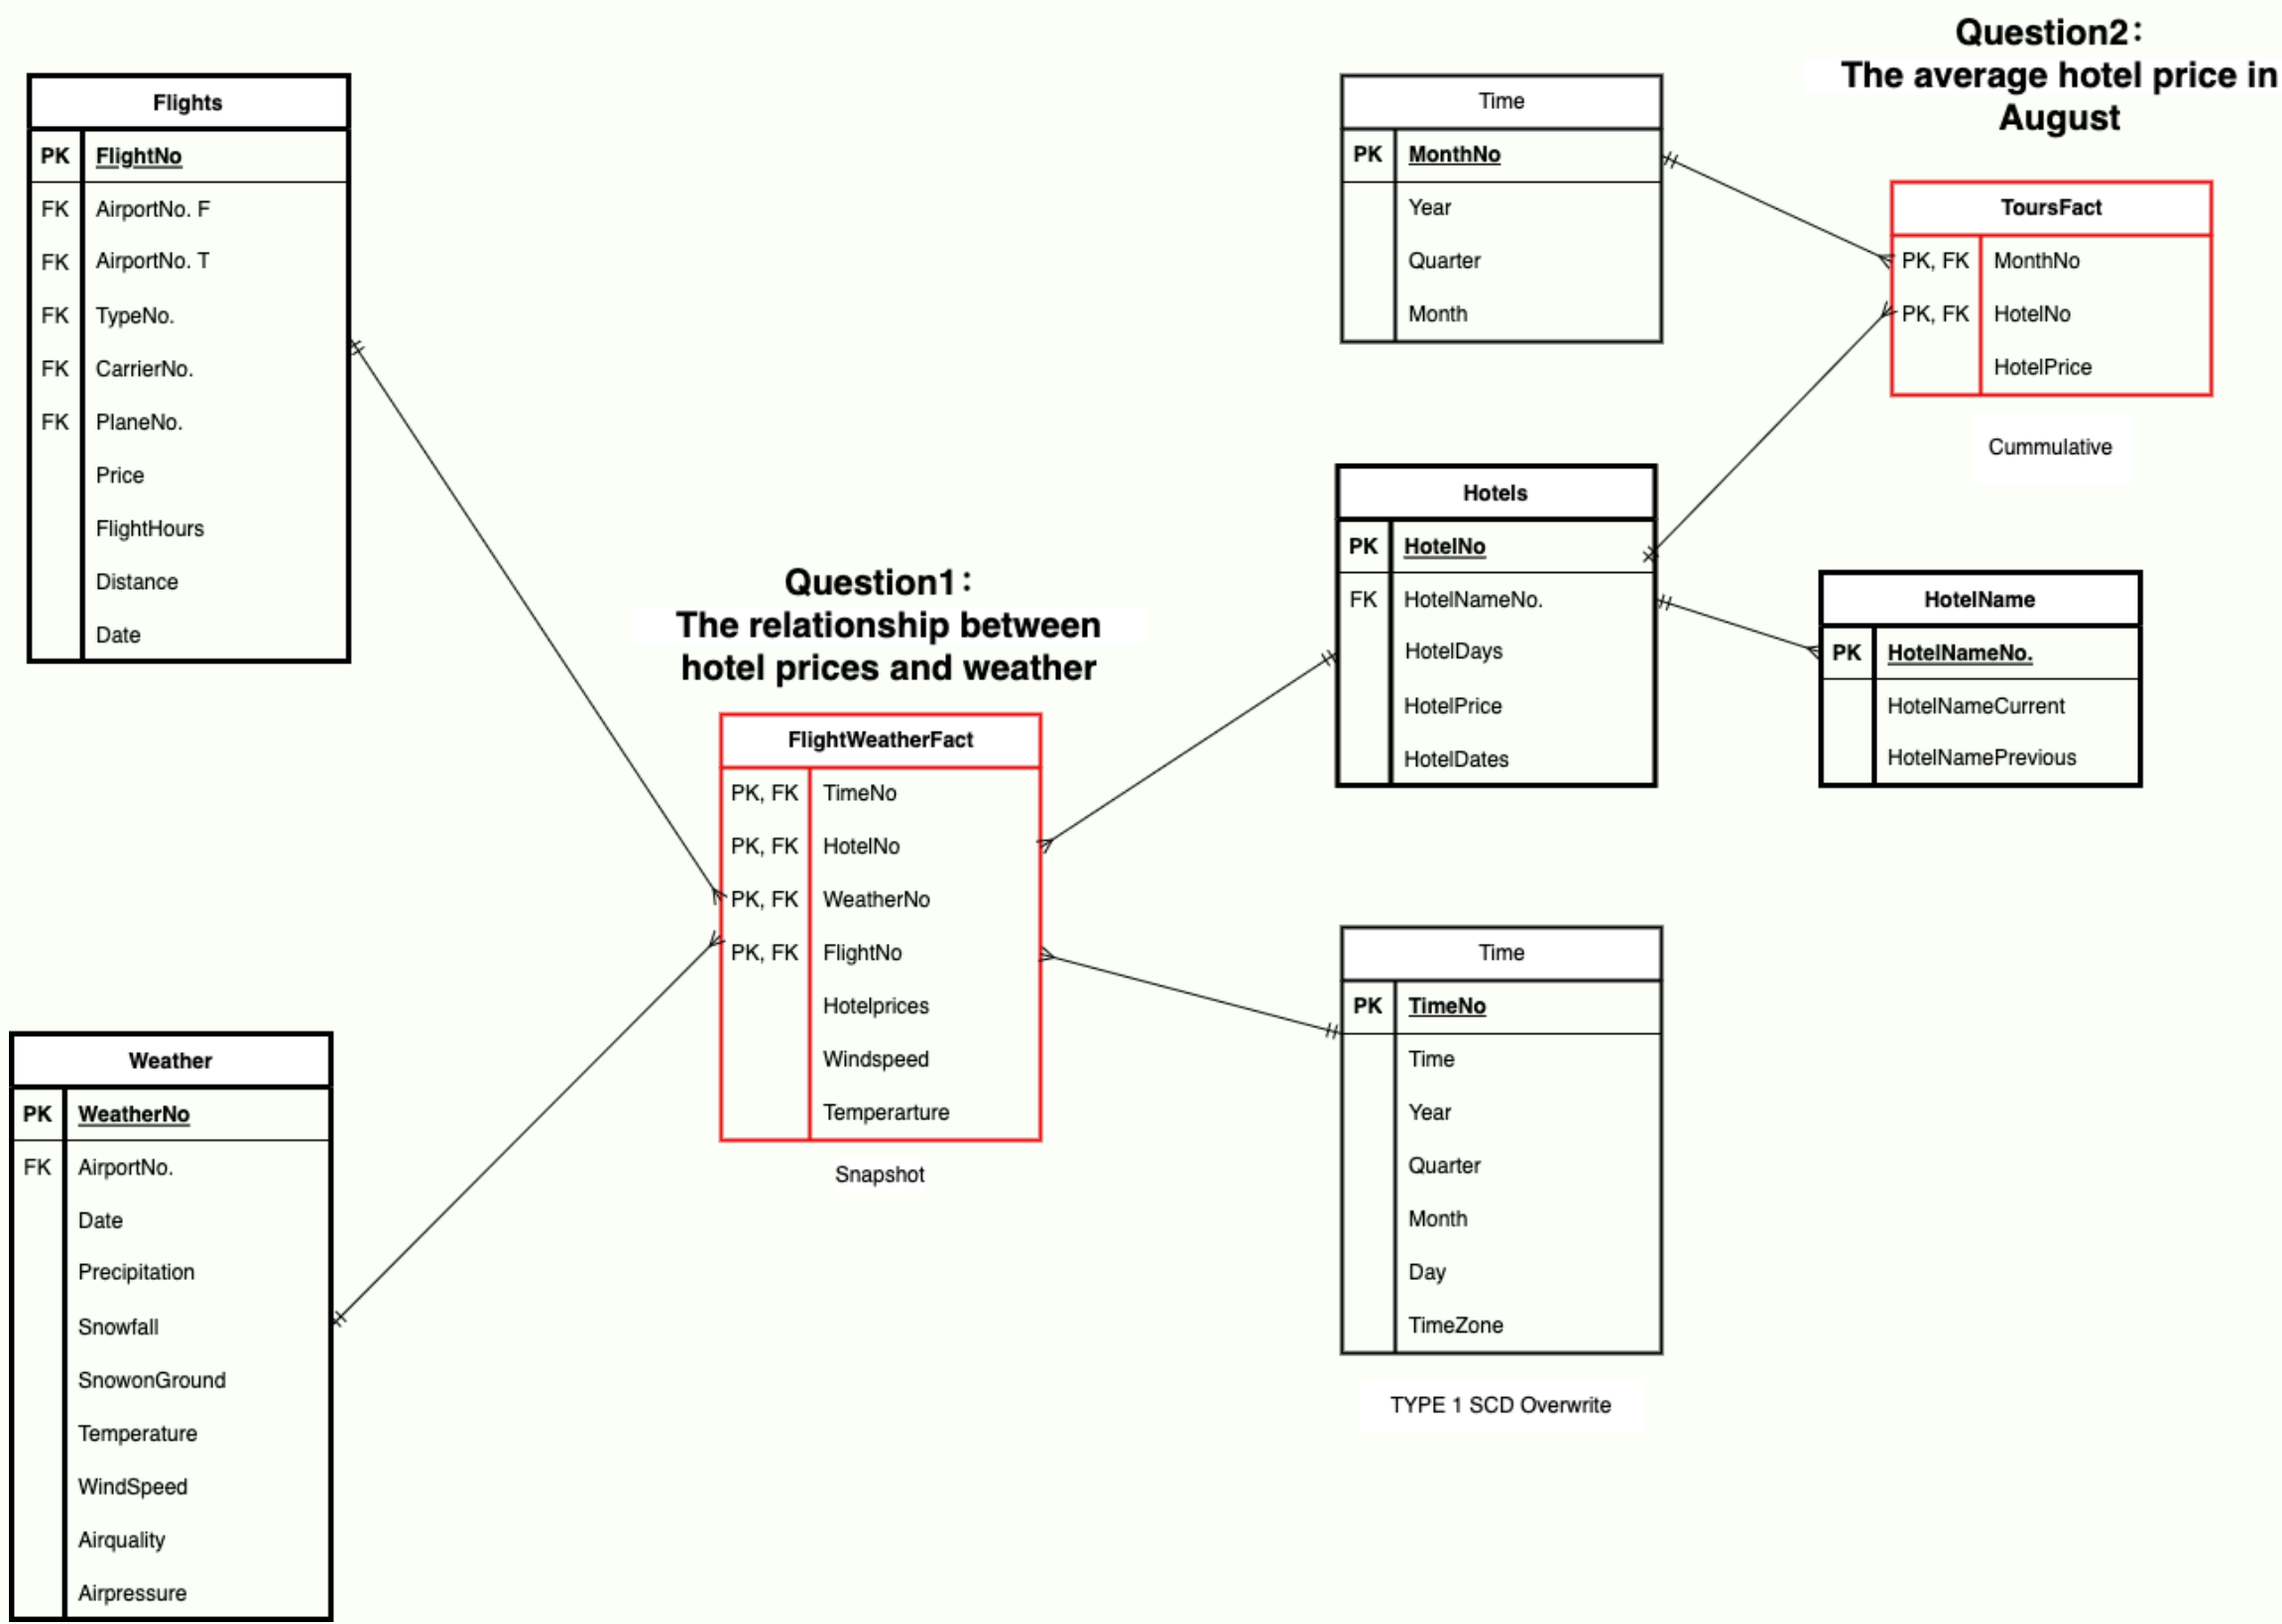 Question2:
The average hotel price in
August
Flights
PK FlightNo
FK AirportNo. F
FK AirportNo. T
FK TypeNo.
FK CarrierNo.
FK PlaneNo.
Price
FlightHours
Distance
Date
Time
PK MonthNo
Year
Quarter
Month
ToursFact
PK, FK MonthNo
PK, FK HotelNo
HotelPrice
Cummulative
Hotels
PK HotelNo
FK HotelNameNo.
HotelDays
HotelPrice
HotelDates
HotelName
PK HotelNameNo.
HotelNameCurrent
HotelNamePrevious
Question1:
The relationship between
hotel prices and weather
FlightWeatherFact
PK, FK TimeNo
PK, FK HotelNo
PK, FK WeatherNo
PK, FK FlightNo
Hotelprices
Windspeed
Temperarture
Snapshot
Time
PK TimeNo
Time
Year
Quarter
Month
Day
TimeZone
TYPE 1 SCD Overwrite
Weather
PK WeatherNo
FK AirportNo.
Date
Precipitation
Snowfall
SnowonGround
Temperature
WindSpeed
Airquality
Airpressure